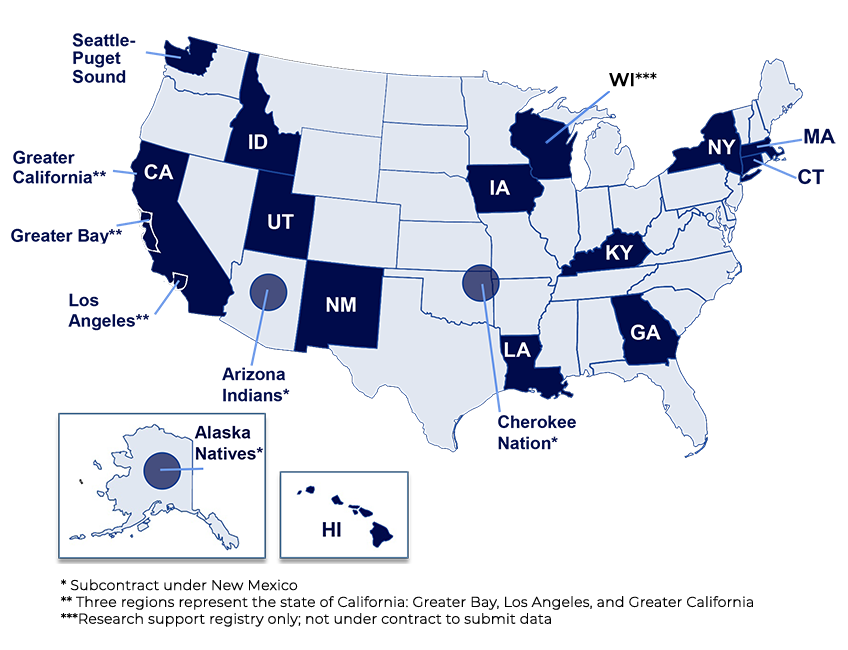 Seattle-
Puget
Sound
WI***
ID
NY
MA
Greater
California**
CA
CT
IA
UT
Greater Bay**
KY
Los
Angeles**
NM
GA
LA
Arizona
Indians*
Cherokee
Nation*
Alaska
Natives*
HI
* Subcontract under New Mexico
** Three regions represent the state of California: Greater Bay, Los Angeles, and Greater California
***Research support registry only; not under contract to submit data